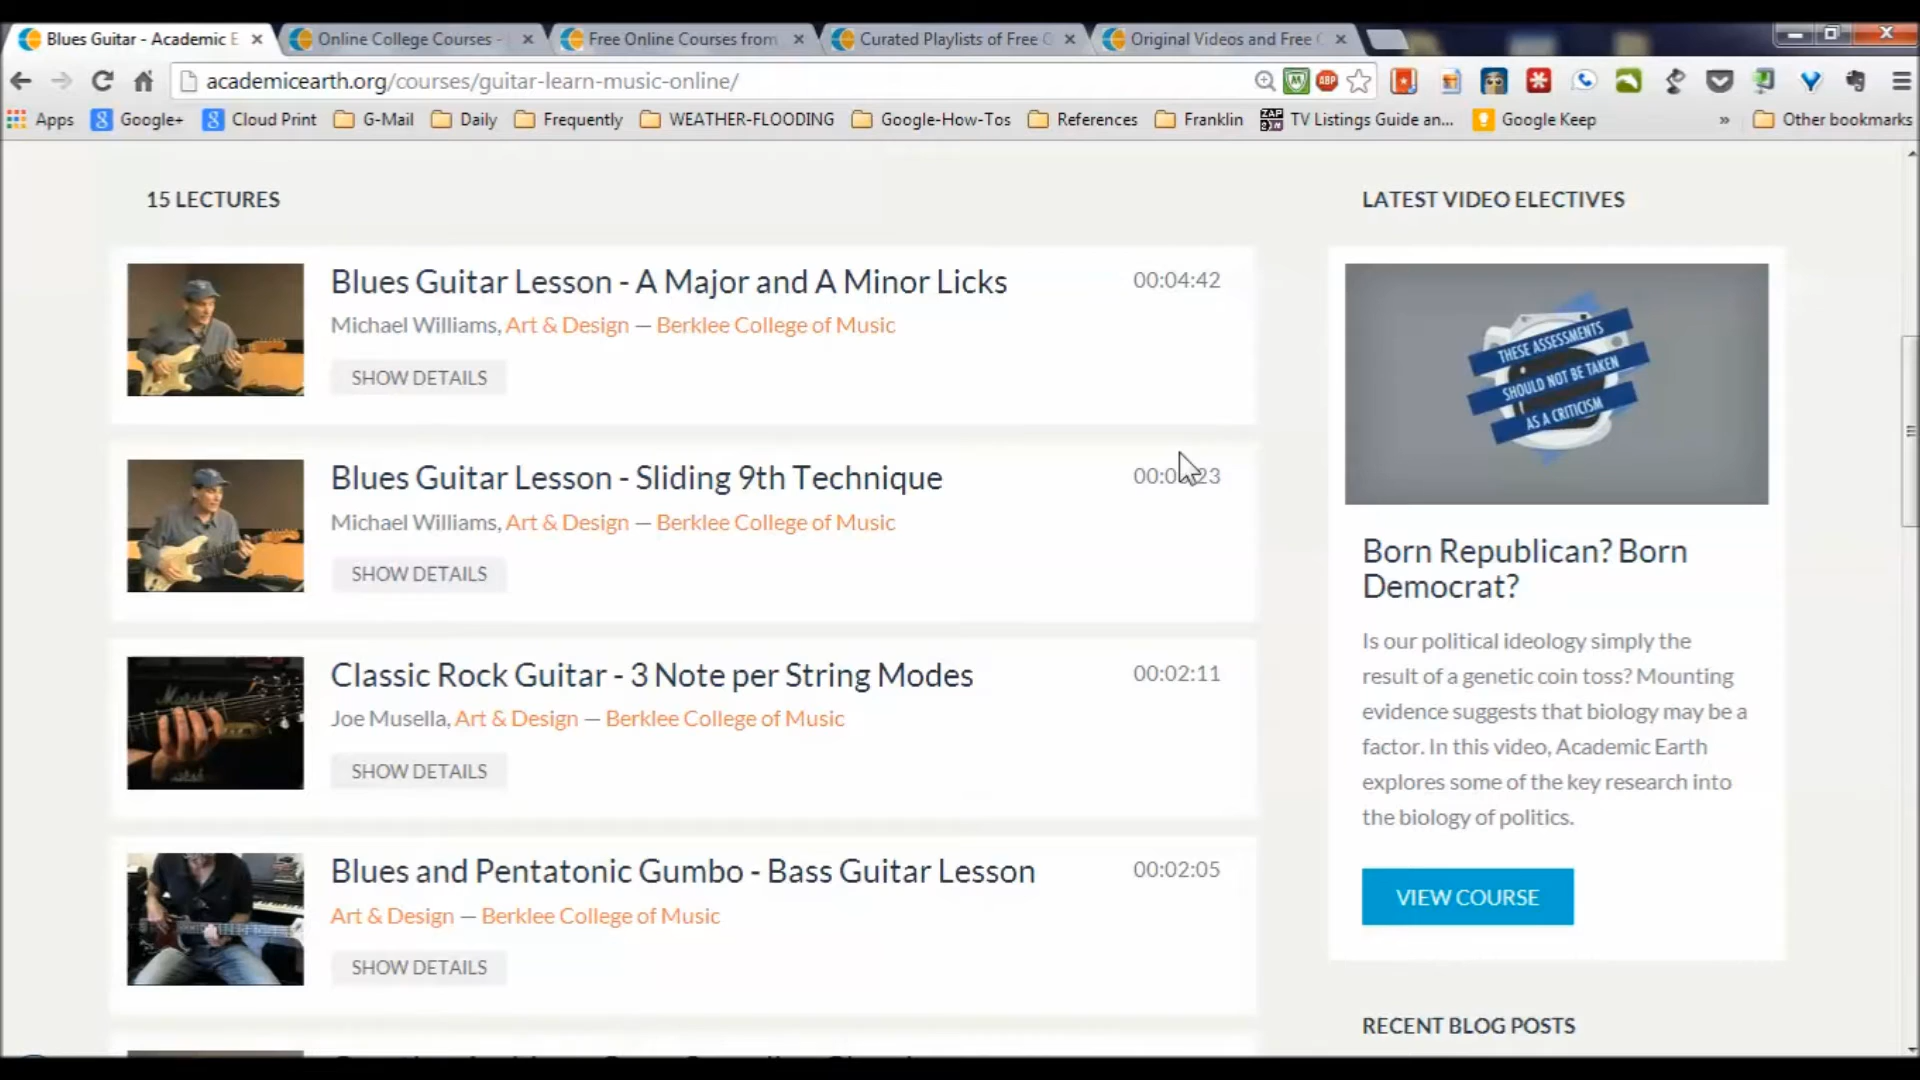 Blues Guitar - Academic E
Online College Courses -
Free Online Courses from
Curated Playlists of Free O
Original Videos and Free C
academicearth.org/courses/guitar-learn-music-online/
Apps
Google+
Cloud Print
G-Mail
Daily
Frequently
WEATHER-FLOODING
Google-How-Tos
References
Franklin
TV Listings Guide an...
Google Keep
»
Other bookmarks
15 LECTURES
Blues Guitar Lesson - A Major and A Minor Licks
00:04:42
Michael Williams, Art & Design — Berklee College of Music
SHOW DETAILS
Blues Guitar Lesson - Sliding 9th Technique
Michael Williams, Art & Design — Berklee College of Music
SHOW DETAILS
Classic Rock Guitar - 3 Note per String Modes
00:02:11
Joe Musella, Art & Design — Berklee College of Music
SHOW DETAILS
Blues and Pentatonic Gumbo - Bass Guitar Lesson
00:02:05
Art & Design — Berklee College of Music
SHOW DETAILS
LATEST VIDEO ELECTIVES
THESE ASSESSMENTS
SHOULD NOT BE TAKEN
AS A CRITICISM
Born Republican? Born
Democrat?
Is our political ideology simply the
result of a genetic coin toss? Mounting
evidence suggests that biology may be a
factor. In this video, Academic Earth
explores some of the key research into
the biology of politics.
VIEW COURSE
RECENT BLOG POSTS